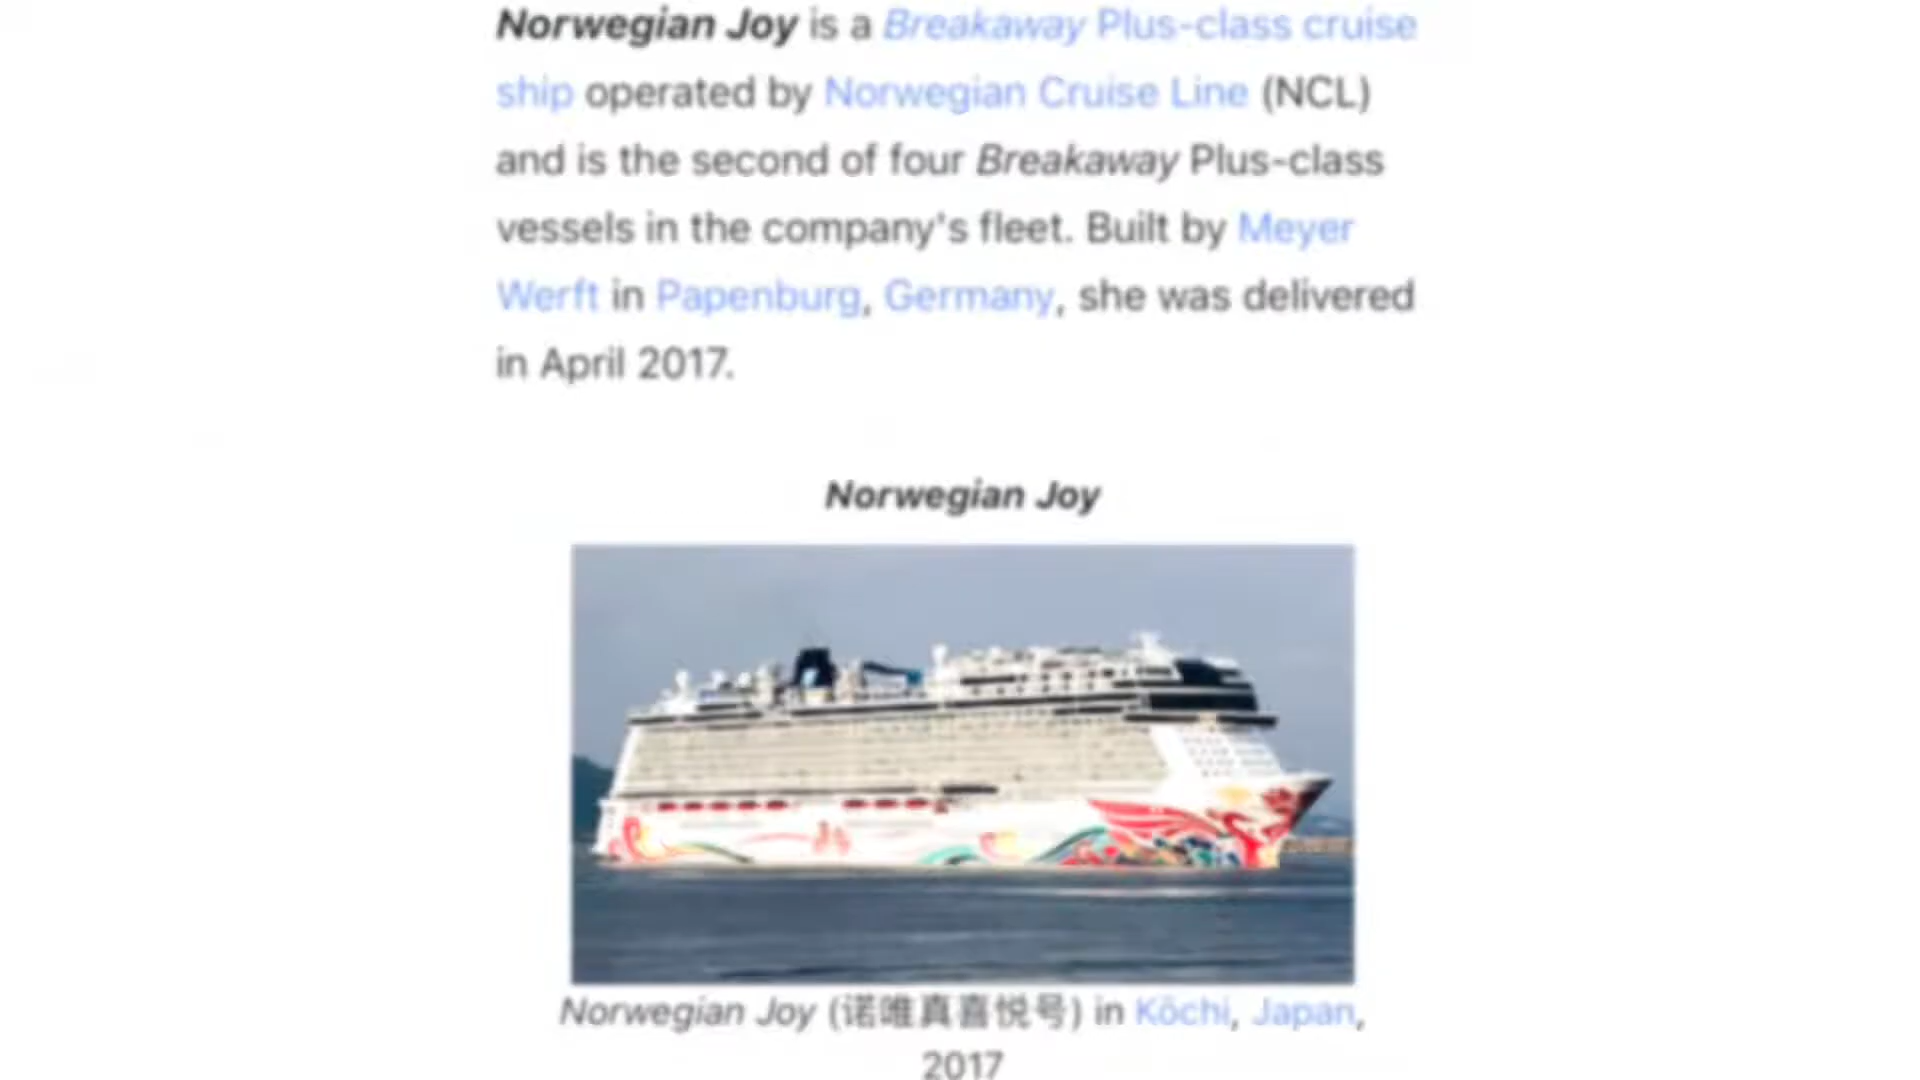 Norwegian Joy is a Breakaway Plus-class cruise
ship operated by Norwegian Cruise Line (NCL)
and is the second of four Breakaway Plus-class
vessels in the company's fleet. Built by Meyer
Werft in Papenburg, Germany, she was delivered
in April 2017.
Norwegian Joy
Norwegian Joy (诺唯真喜悦号) in Kōchi, Japan,
2017